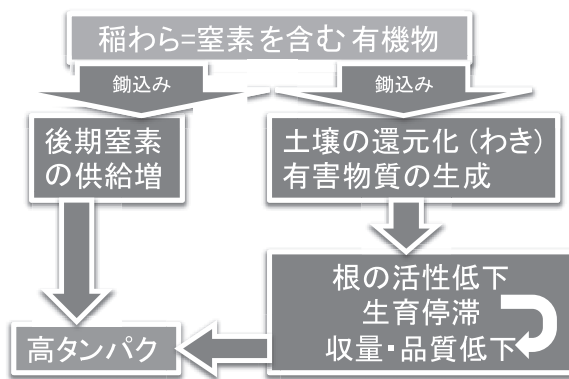 稲わら=窒素を含む有機物
鋤込み
鋤込み
後期窒素
の供給増
土壌の還元化(わき)
有害物質の生成
根の活性低下
生育停滞
収量・品質低下
高タンパク